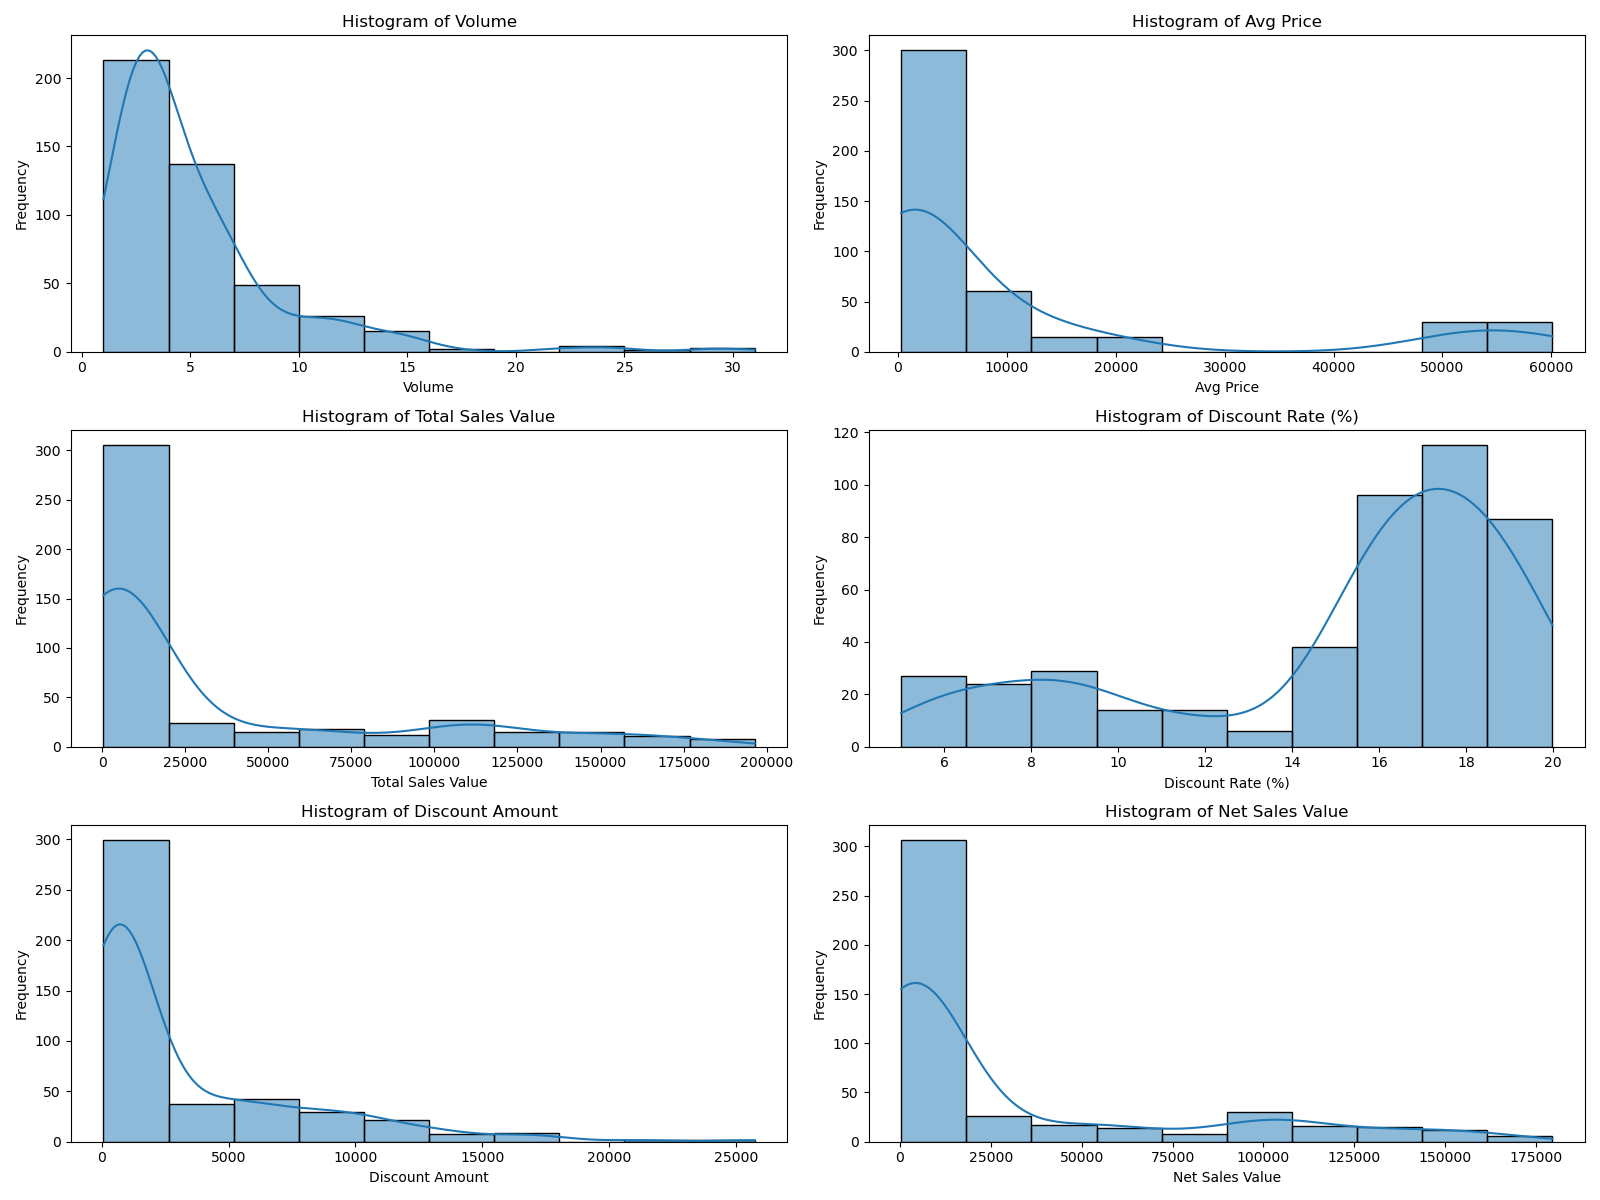 Histogram of Volume
Frequency
200
150
100
50
0
0 5 10 15 20 25 30
Volume
Histogram of Avg Price
Frequency
300
250
200
150
100
50
0
0 10000 20000 30000 40000 50000 60000
Avg Price
Histogram of Total Sales Value
Frequency
300
250
200
150
100
50
0
0 25000 50000 75000 100000 125000 150000 175000 200000
Total Sales Value
Histogram of Discount Rate (%)
Frequency
120
100
80
60
40
20
0
6 8 10 12 14 16 18 20
Discount Rate (%)
Histogram of Discount Amount
Frequency
300
250
200
150
100
50
0
0 5000 10000 15000 20000 25000
Discount Amount
Histogram of Net Sales Value
Frequency
300
250
200
150
100
50
0
0 25000 50000 75000 100000 125000 150000 175000
Net Sales Value